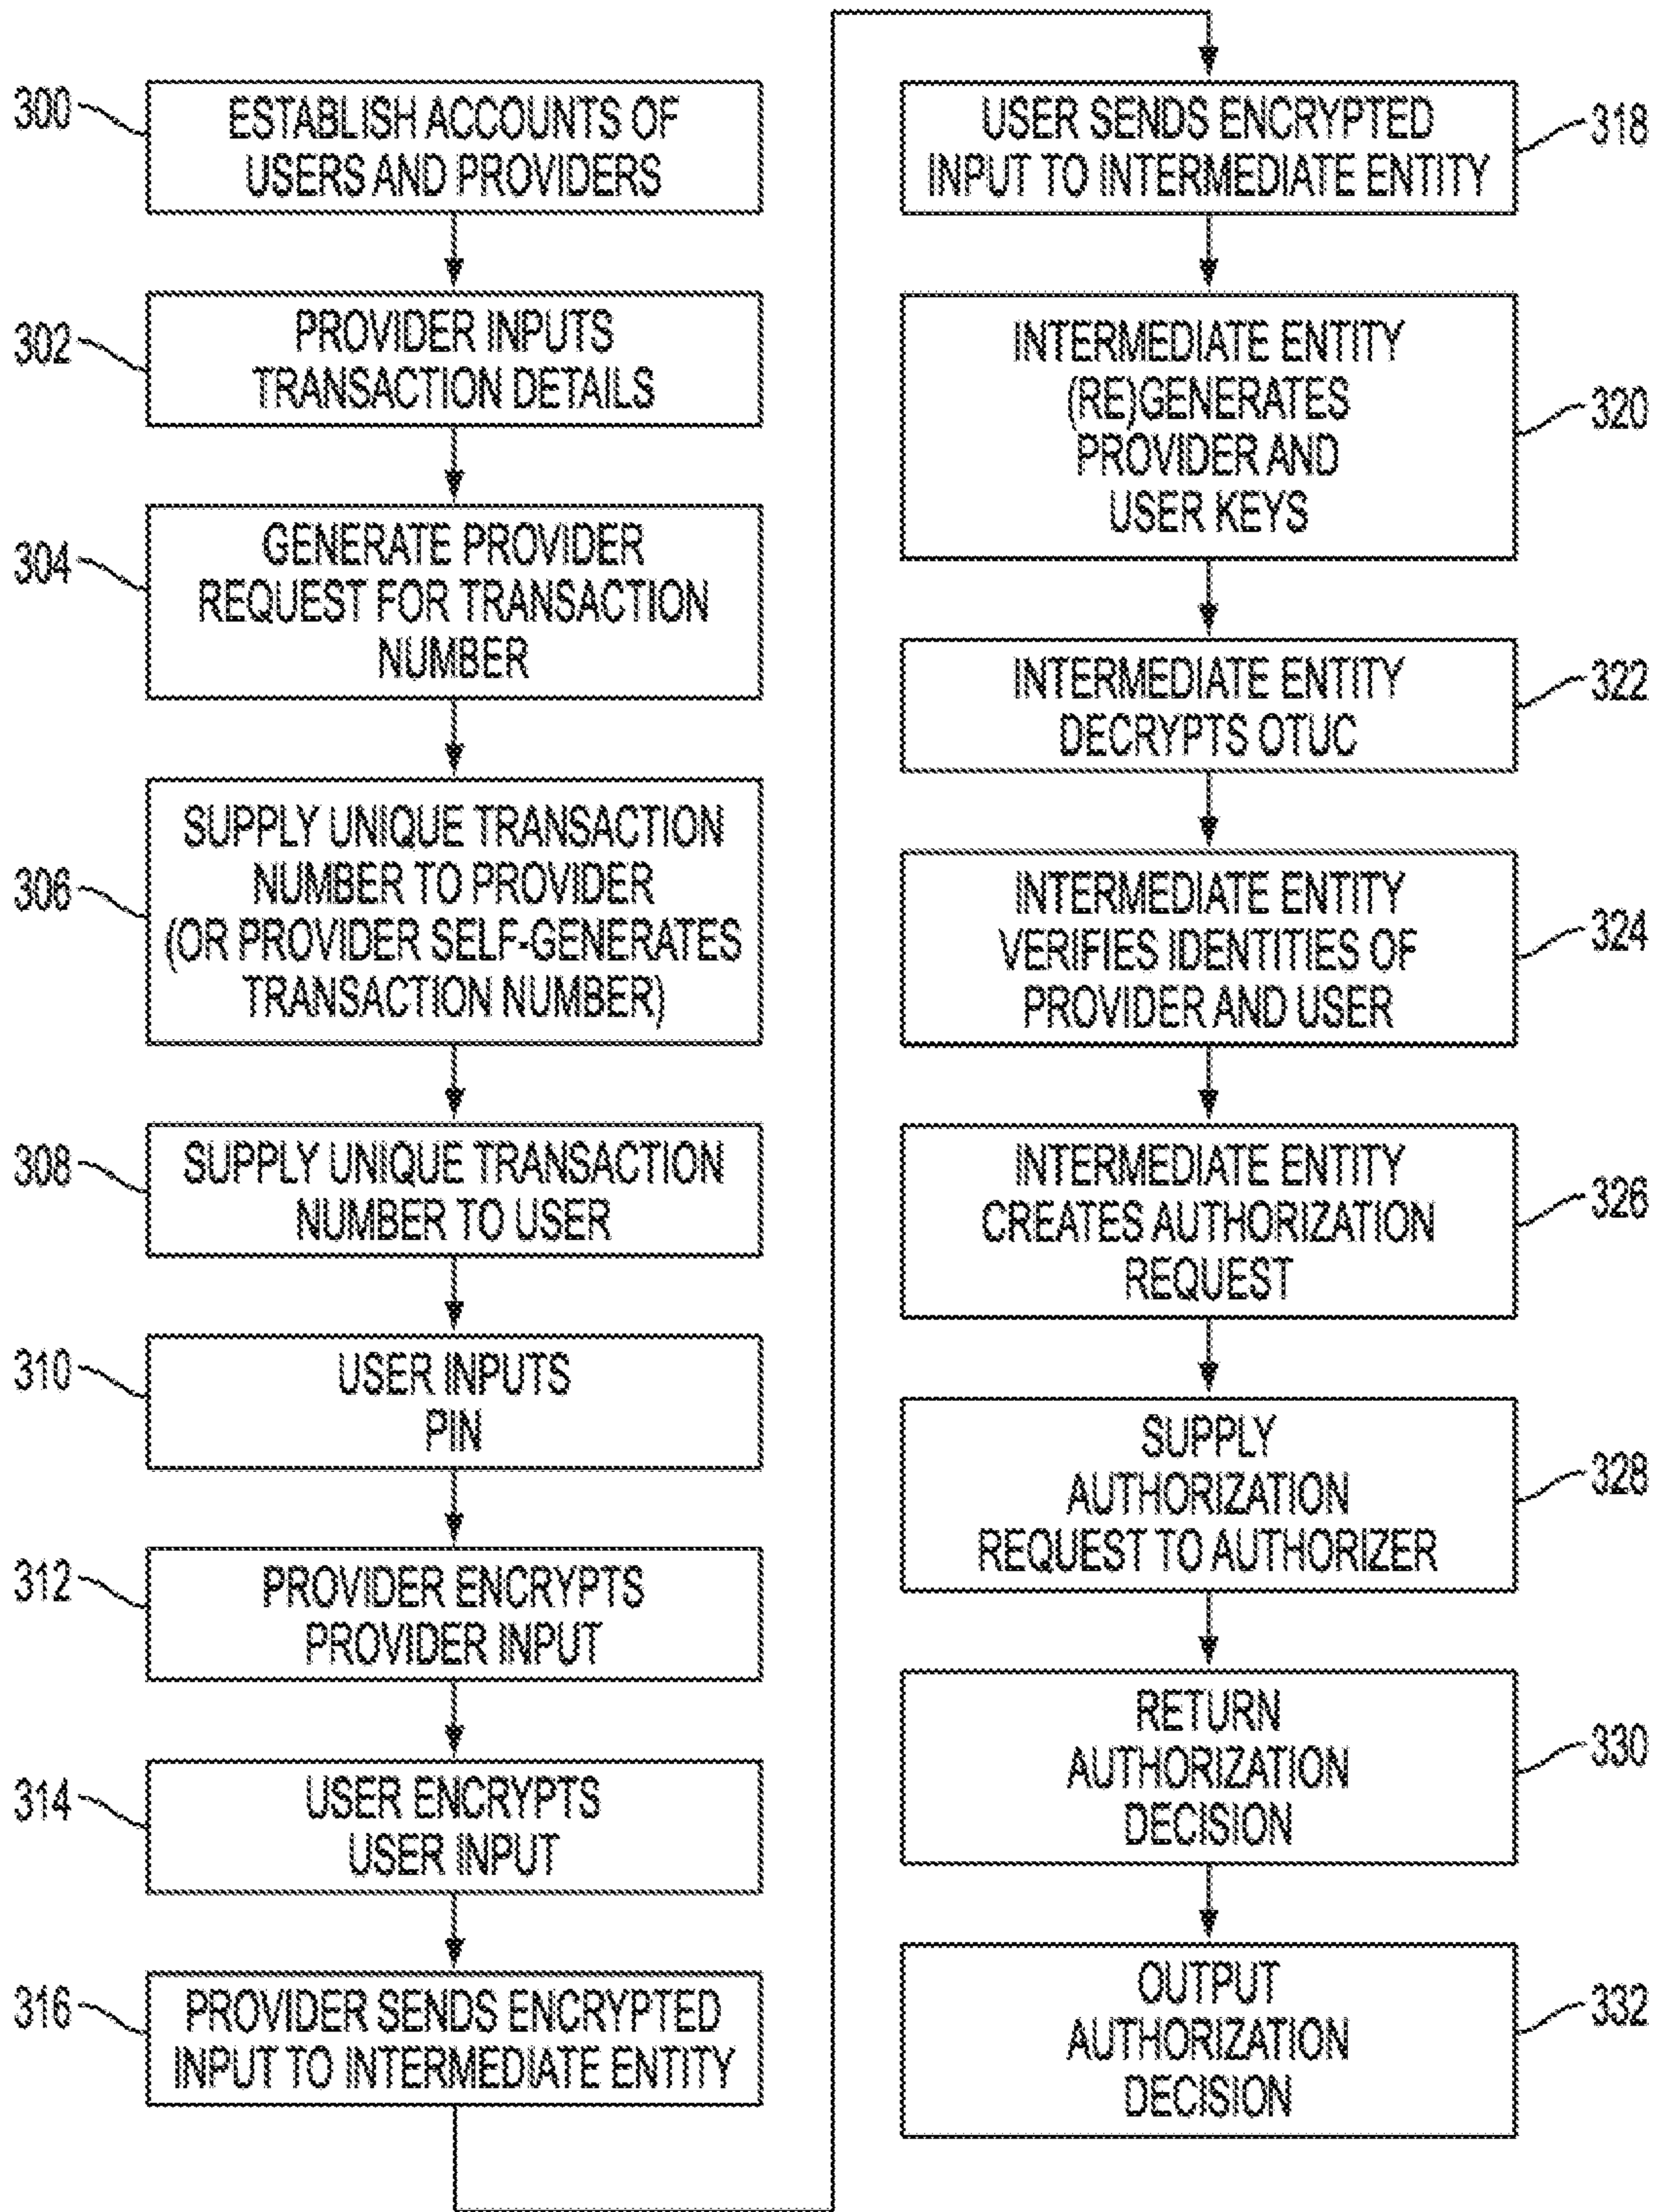 300
ESTABLISH ACCOUNTS OF
USERS AND PROVIDERS
302
PROVIDER INPUTS
TRANSACTION DETAILS
304
GENERATE PROVIDER
REQUEST FOR TRANSACTION
NUMBER
306
SUPPLY UNIQUE TRANSACTION
NUMBER TO PROVIDER
(OR PROVIDER SELF-GENERATES
TRANSACTION NUMBER)
308
SUPPLY UNIQUE TRANSACTION
NUMBER TO USER
310
USER INPUTS
PIN
312
PROVIDER ENCRYPTS
PROVIDER INPUT
314
USER ENCRYPTS
USER INPUT
316
PROVIDER SENDS ENCRYPTED
INPUT TO INTERMEDIATE ENTITY
USER SENDS ENCRYPTED
INPUT TO INTERMEDIATE ENTITY
318
INTERMEDIATE ENTITY
(RE)GENERATES
PROVIDER AND
USER KEYS
320
INTERMEDIATE ENTITY
DECRYPTS OTUC
322
INTERMEDIATE ENTITY
VERIFIES IDENTITIES OF
PROVIDER AND USER
324
INTERMEDIATE ENTITY
CREATES AUTHORIZATION
REQUEST
326
SUPPLY
AUTHORIZATION
REQUEST TO AUTHORIZER
328
RETURN
AUTHORIZATION
DECISION
330
OUTPUT
AUTHORIZATION
DECISION
332